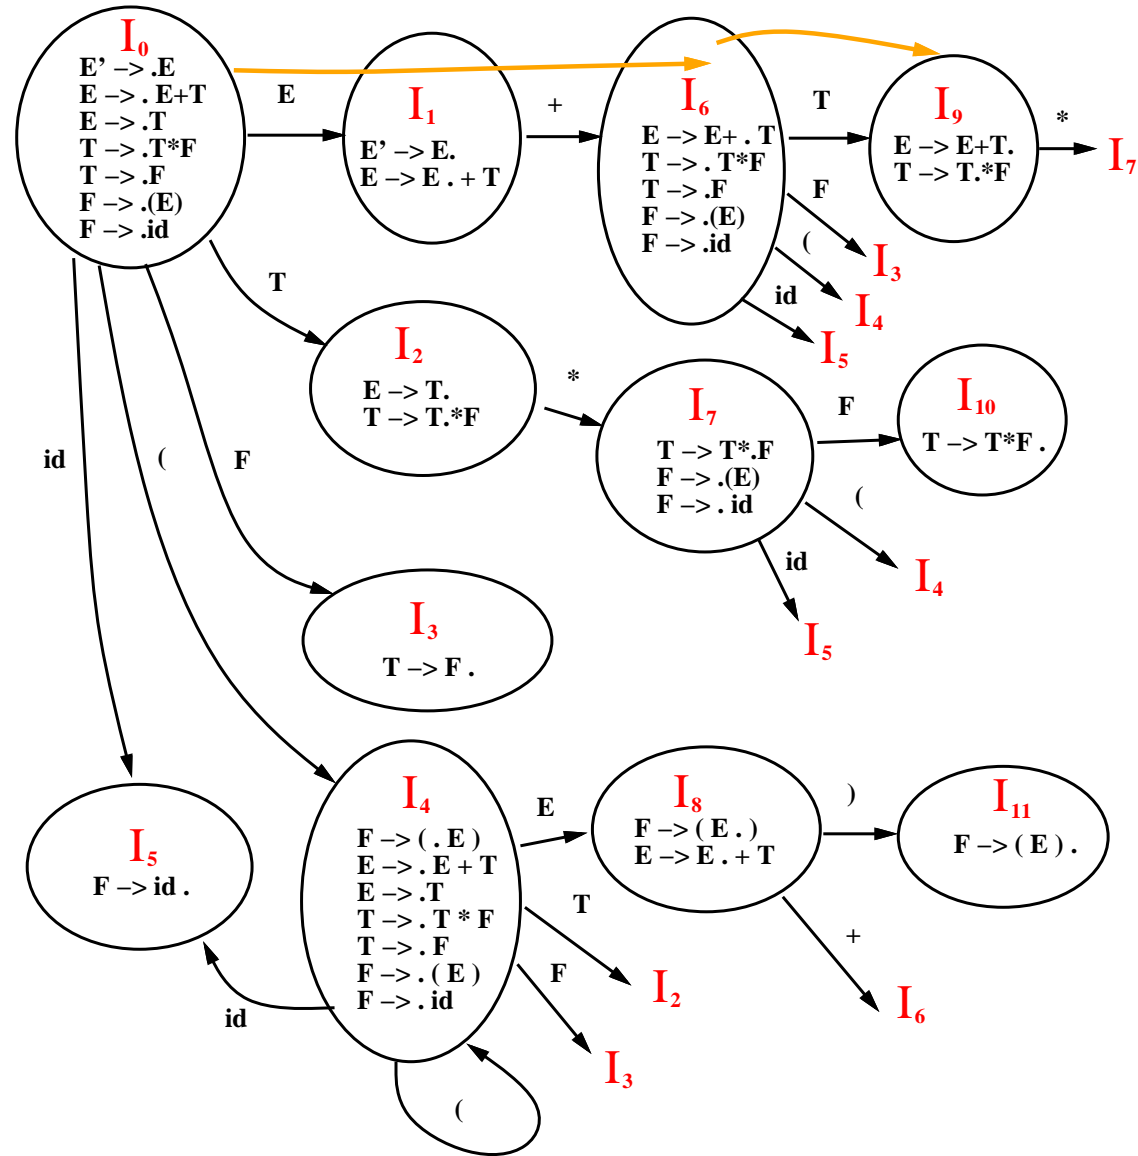 I0
E’ –> .E
E –> . E+T
E –> .T
T –> .T*F
T –> .F
F –> .(E)
F –> .id
E
I1
E’ –> E.
E –> E . + T
+
I6
E –> E+ . T
T –> . T*F
T –> .F
F –> .(E)
F –> .id
T
I9
E –> E+T.
T –> T.*F
*
I7
F
I3
(
I4
id
I5
T
I2
E –> T.
T –> T.*F
*
I7
T –> T*.F
F –> .(E)
F –> . id
F
I10
T –> T*F .
(
I4
id
I5
id
(
F
I3
T –> F .
I5
F –> id .
I4
F –> ( . E )
E –> . E + T
E –> .T
T –> . T * F
T –> . F
F –> . ( E )
F –> . id
E
I8
F –> ( E . )
E –> E . + T
)
I11
F –> ( E ) .
T
I2
F
I3
+
I6
id
(